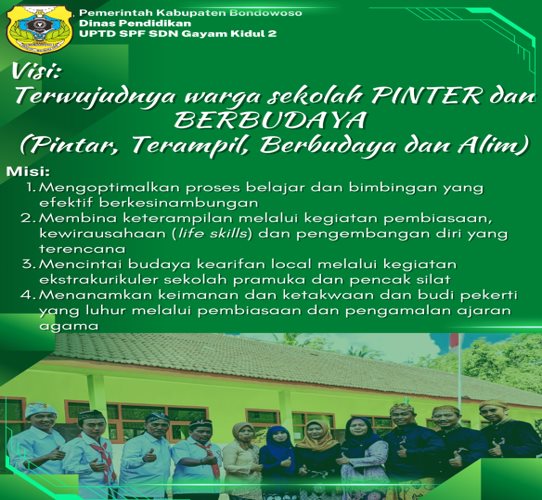 Pemerintah Kabupaten Bondowoso
Dinas Pendidikan
UPTD SPF SDN Gayam Kidul 2
Visi:
Terwujudnya warga sekolah PINTER dan
BERBUDAYA
(Pintar, Terampil, Berbudaya dan Alim)
Misi:
1. Mengoptimalkan proses belajar dan bimbingan yang
efektif berkesinambungan
2. Membina keterampilan melalui kegiatan pembiasaan,
kewirausahaan (life skills) dan pengembangan diri yang
terencana
3. Mencintai budaya kearifan local melalui kegiatan
ekstrakurikuler sekolah pramuka dan pencak silat
4. Menanamkan keimanan dan ketakwaan dan budi pekerti
yang luhur melalui pembiasaan dan pengamalan ajaran
agama